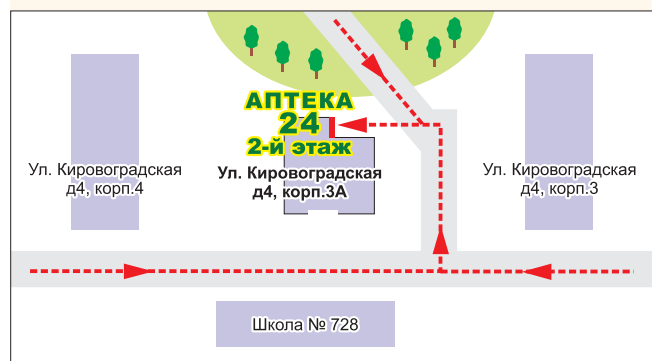 АПТЕКА
24
2-й этаж
Ул. Кировоградская
д4, корп.4
Ул. Кировоградская
д4, корп.3А
Ул. Кировоградская
д4, корп.3
Школа № 728